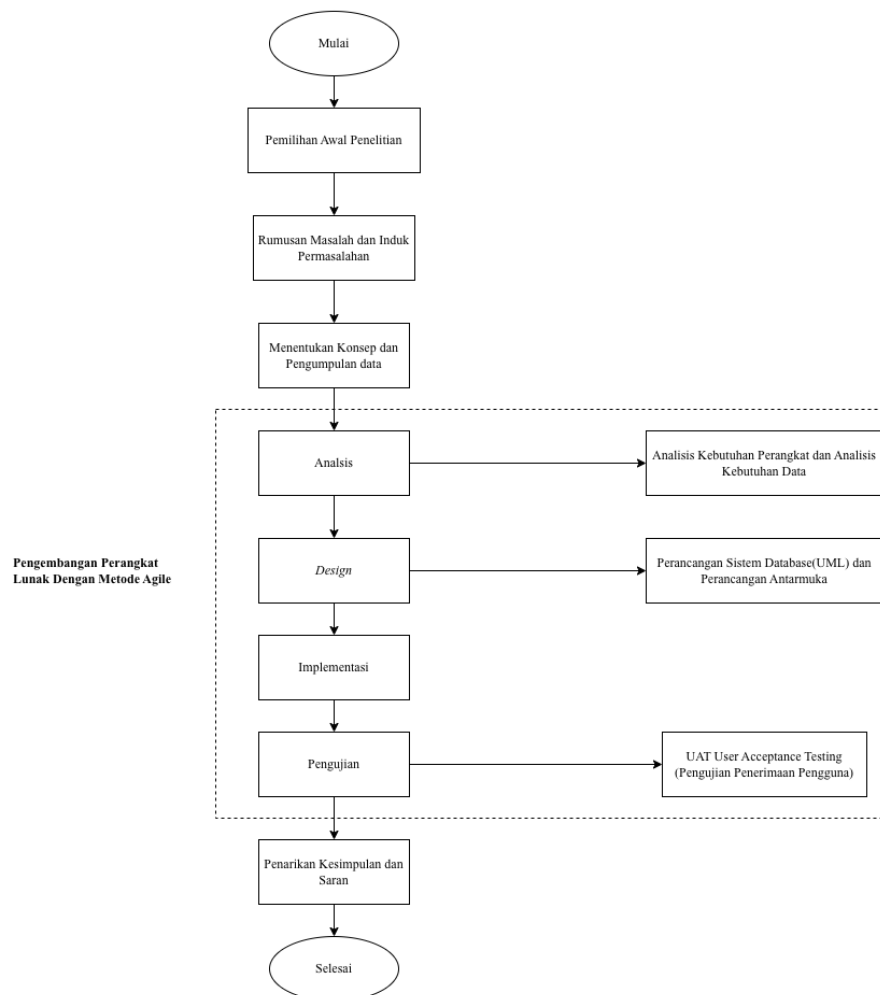 Mulai
Pemilihan Awal Penelitian
Rumusan Masalah dan Induk
Permasalahan
Menentukan Konsep dan
Pengumpulan data
Analsis
Analisis Kebutuhan Perangkat dan Analisis
Kebutuhan Data
Pengembangan Perangkat
Lunak Dengan Metode Agile
Design
Perancangan Sistem Database(UML) dan
Perancangan Antarmuka
Implementasi
Pengujian
UAT User Acceptance Testing
(Pengujian Penerimaan Pengguna)
Penarikan Kesimpulan dan
Saran
Selesai